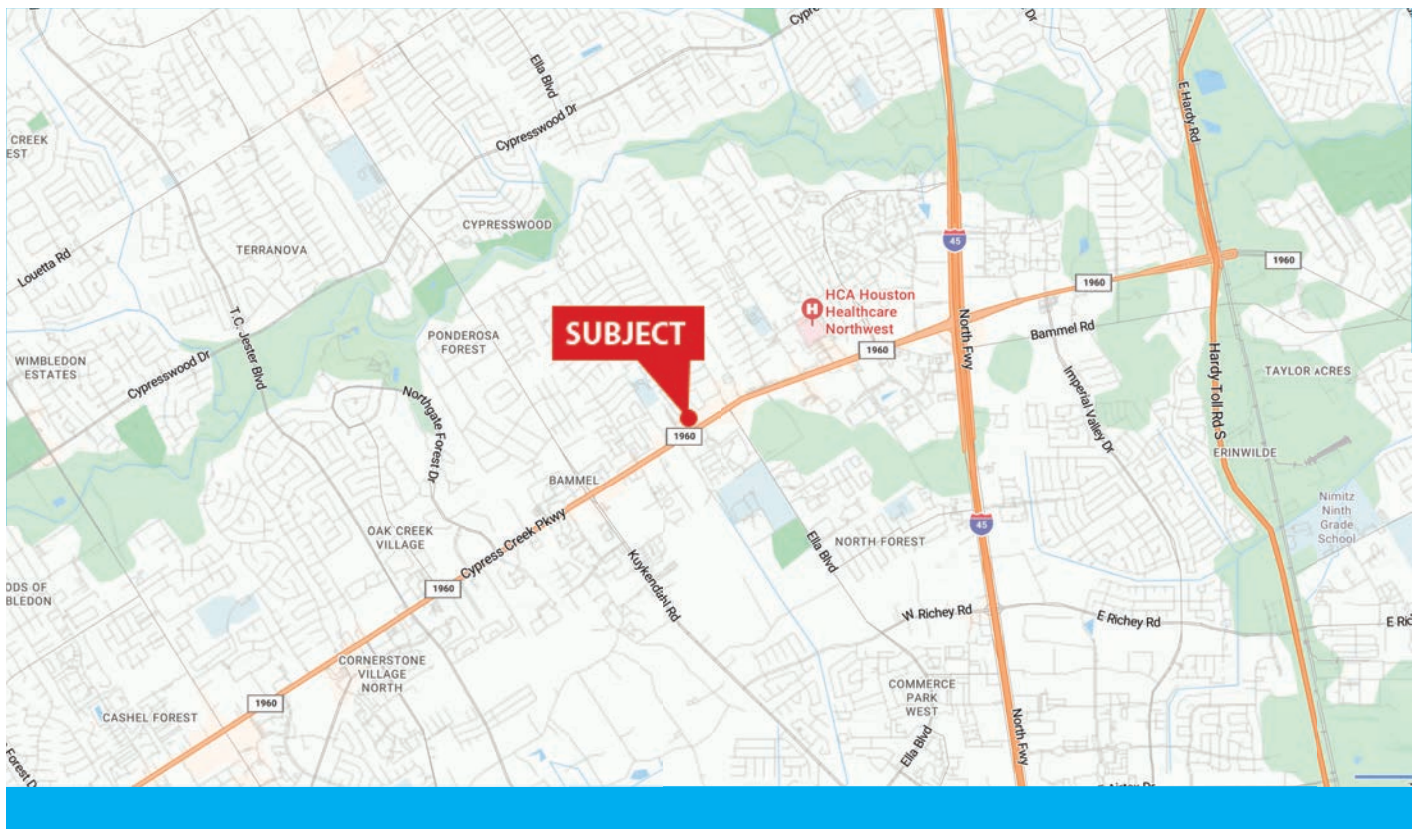 Ella Blvd
Cypresswood Dr
E Hardy Rd
CREEK
EST
CYPRESSWOOD
TERRANOVA
Louetta Rd
45
1960
1960
HCA Houston
Healthcare
Northwest
H
SUBJECT
T.C. Jester Blvd
PONDEROSA
FOREST
North Fwy
Bammel Rd
1960
WIMBLEDON
ESTATES
Cypresswood Dr
Northgate Forest Dr
Imperial Valley Dr
Hardy Toll Rd S
TAYLOR ACRES
1960
ERINWILDE
BAMMEL
Nimitz
Ninth
Grade
School
Cypress Creek Pkwy
OAK CREEK
VILLAGE
45
Ella Blvd
NORTH FOREST
Kuykendahl Rd
ODS OF
BLEDON
1960
W Richey Rd
E Richey Rd
CORNERSTONE
VILLAGE
NORTH
COMMERCE
PARK
WEST
1960
CASHEL FOREST
North Fwy
Ella Blvd
Forest D